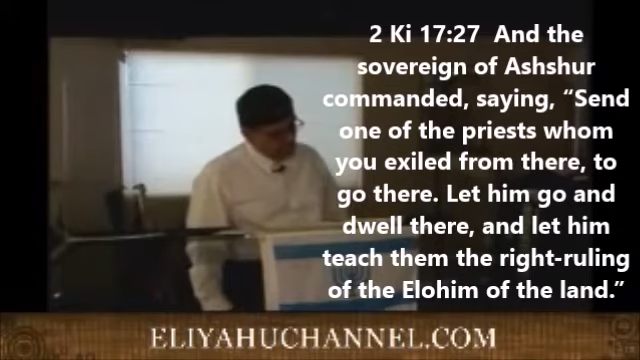 2 Ki 17:27  And the
sovereign of Ashshur
commanded, saying, “Send
one of the priests whom
you exiled from there, to
go there. Let him go and
dwell there, and let him
teach them the right-ruling
of the Elohim of the land.”
ELIYAHUCHANNEL.COM